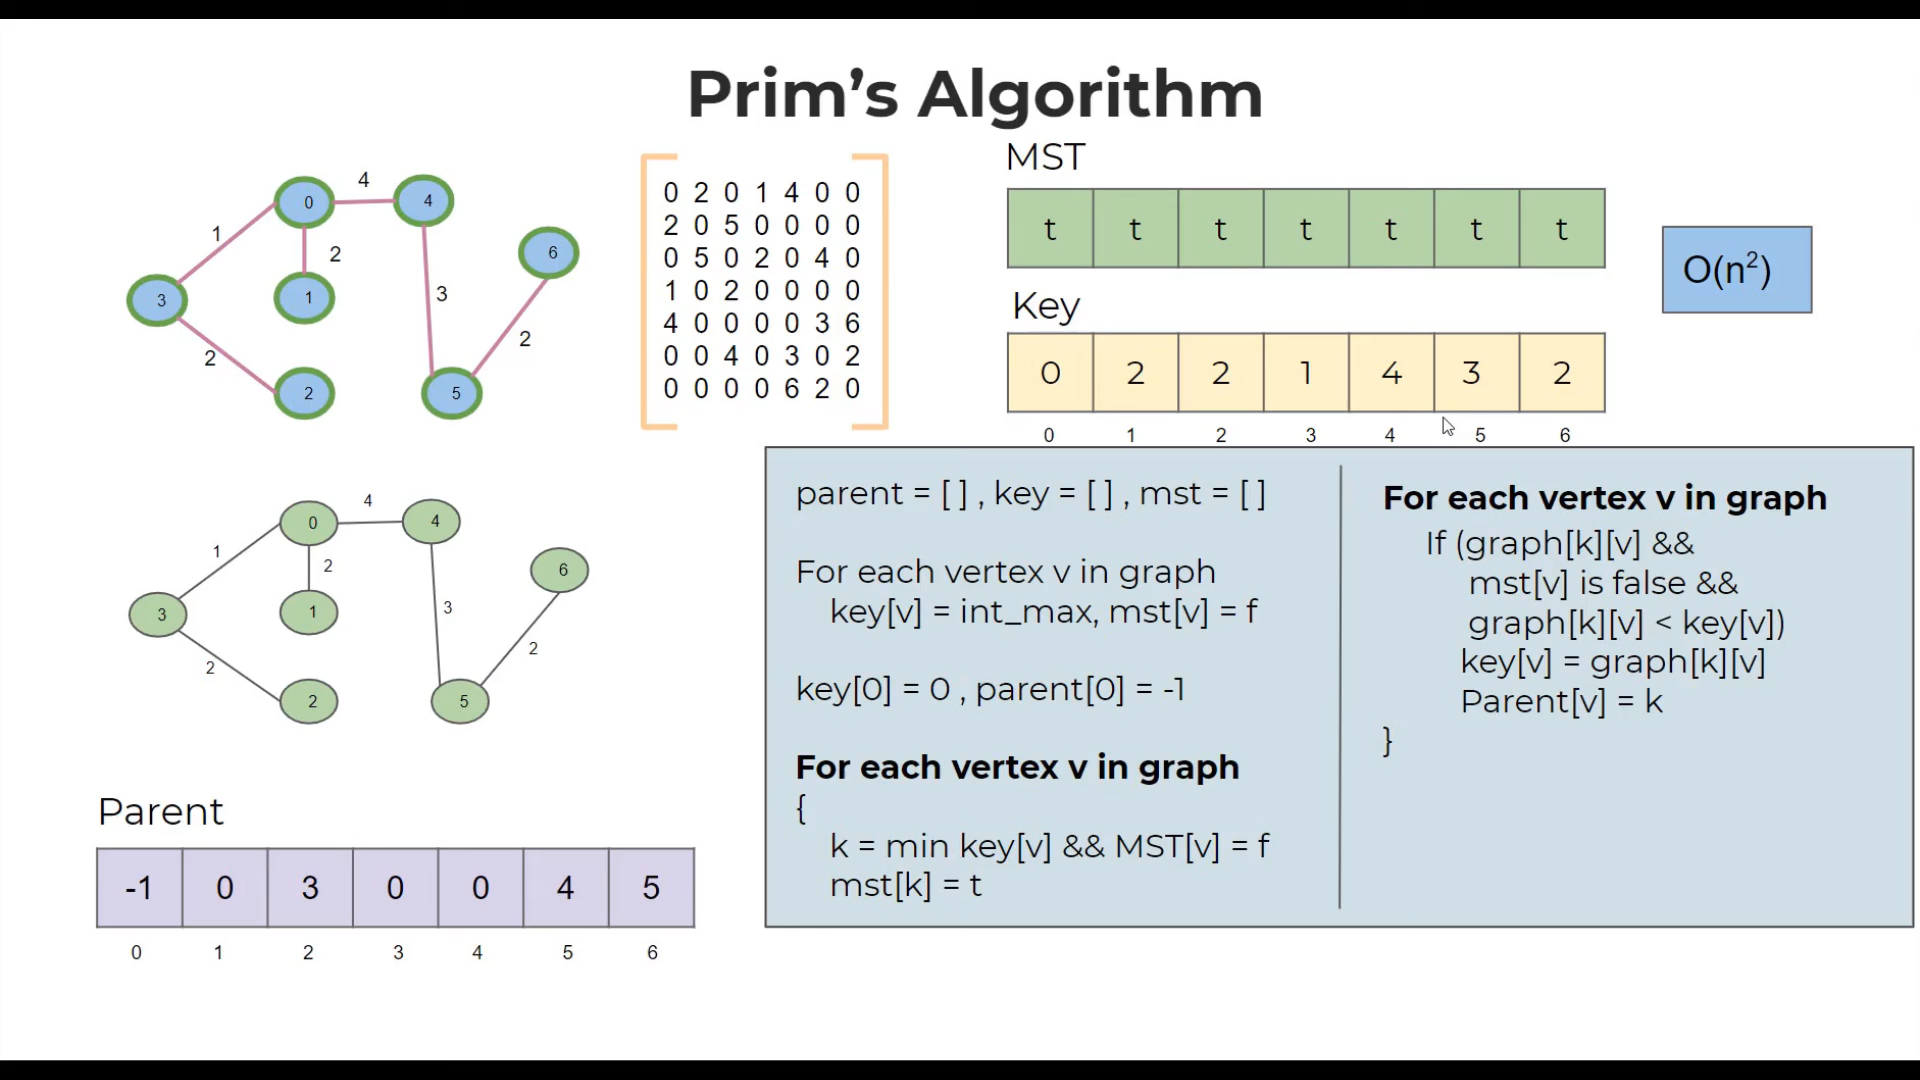 Prim's Algorithm
0
4
4
1
2
6
3
1
3
2
2
2
5
0 2 0 1 4 0 0
2 0 5 0 0 0 0
0 5 0 2 0 4 0
1 0 2 0 0 0 0
4 0 0 0 0 3 6
0 0 4 0 3 0 2
0 0 0 0 6 2 0
MST
t t t t t t t
Key
0 2 2 1 4 3 2
0 1 2 3 4 5 6
O(n²)
0
4
4
1
2
6
3
1
3
2
2
2
5
parent = [ ] , key = [ ] , mst = [ ]
For each vertex v in graph
key[v] = int_max, mst[v] = f
key[0] = 0 , parent[0] = -1
For each vertex v in graph
{
k = min key[v] && MST[v] = f
mst[k] = t
For each vertex v in graph
If (graph[k][v] &&
mst[v] is false &&
graph[k][v] < key[v])
key[v] = graph[k][v]
Parent[v] = k
}
Parent
-1 0 3 0 0 4 5
0 1 2 3 4 5 6